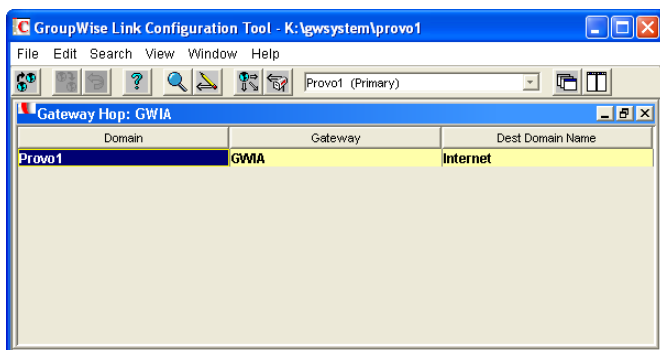 GroupWise Link Configuration Tool - K:\gwsystem\provo1
File Edit Search View Window Help
Provo1 (Primary)
Gateway Hop: GWIA
Domain Gateway Dest Domain Name
Provo1 GWIA Internet